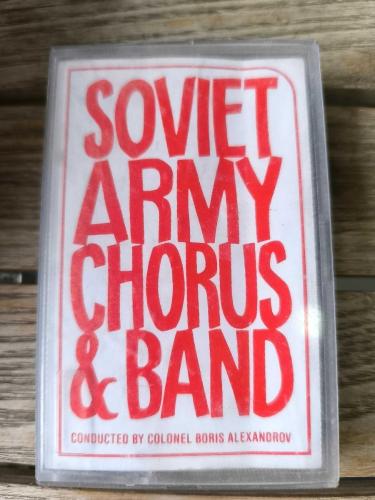 SOVIET
ARMY
CHORUS
& BAND
CONDUCTED BY COLONEL BORIS ALEXANDROV